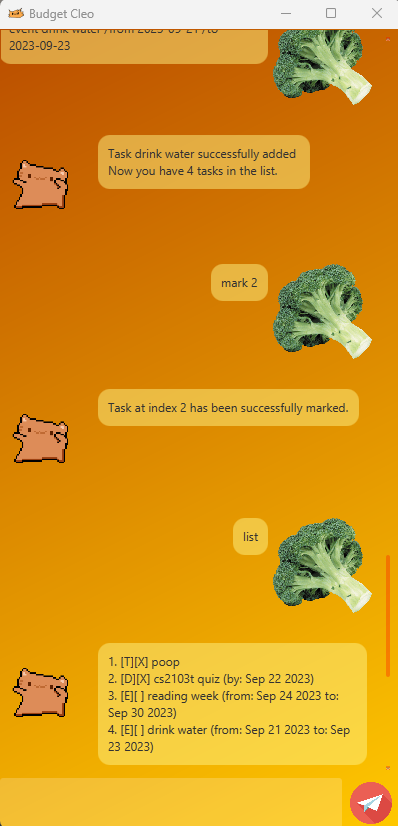 Budget Cleo
event drink water /from 2023-09-21 /to
2023-09-23
Task drink water successfully added
Now you have 4 tasks in the list.
mark 2
Task at index 2 has been successfully marked.
list
1. [T][X] poop
2. [D][X] cs2103t quiz (by: Sep 22 2023)
3. [E][ ] reading week (from: Sep 24 2023 to:
Sep 30 2023)
4. [E][ ] drink water (from: Sep 21 2023 to: Sep
23 2023)